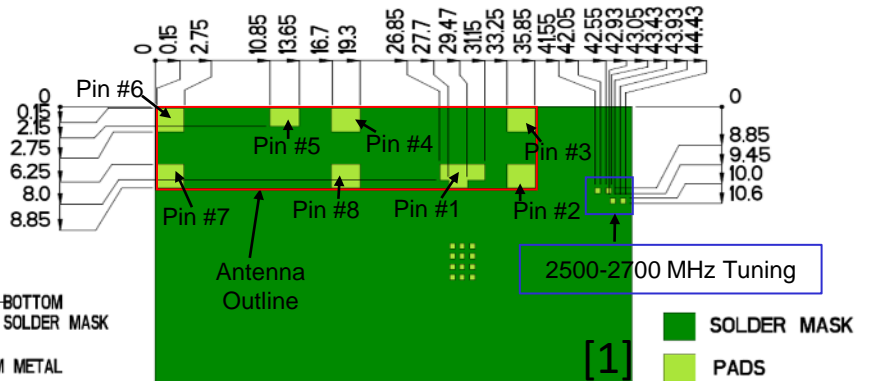 0
0.15
2.75
10.85
13.65
16.7
19.3
26.85
27.7
29.47
31.15
33.25
35.85
41.55
42.05
42.55
42.93
43.05
43.43
43.93
44.43
0
0.15
2.15
2.75
6.25
8.0
8.85
0
8.85
9.45
10.0
10.6
Pin #6
Pin #5
Pin #4
Pin #3
Pin #7
Pin #8
Pin #1
Pin #2
Antenna
Outline
2500-2700 MHz Tuning
BOTTOM
SOLDER MASK
METAL
[1]
SOLDER MASK
PADS